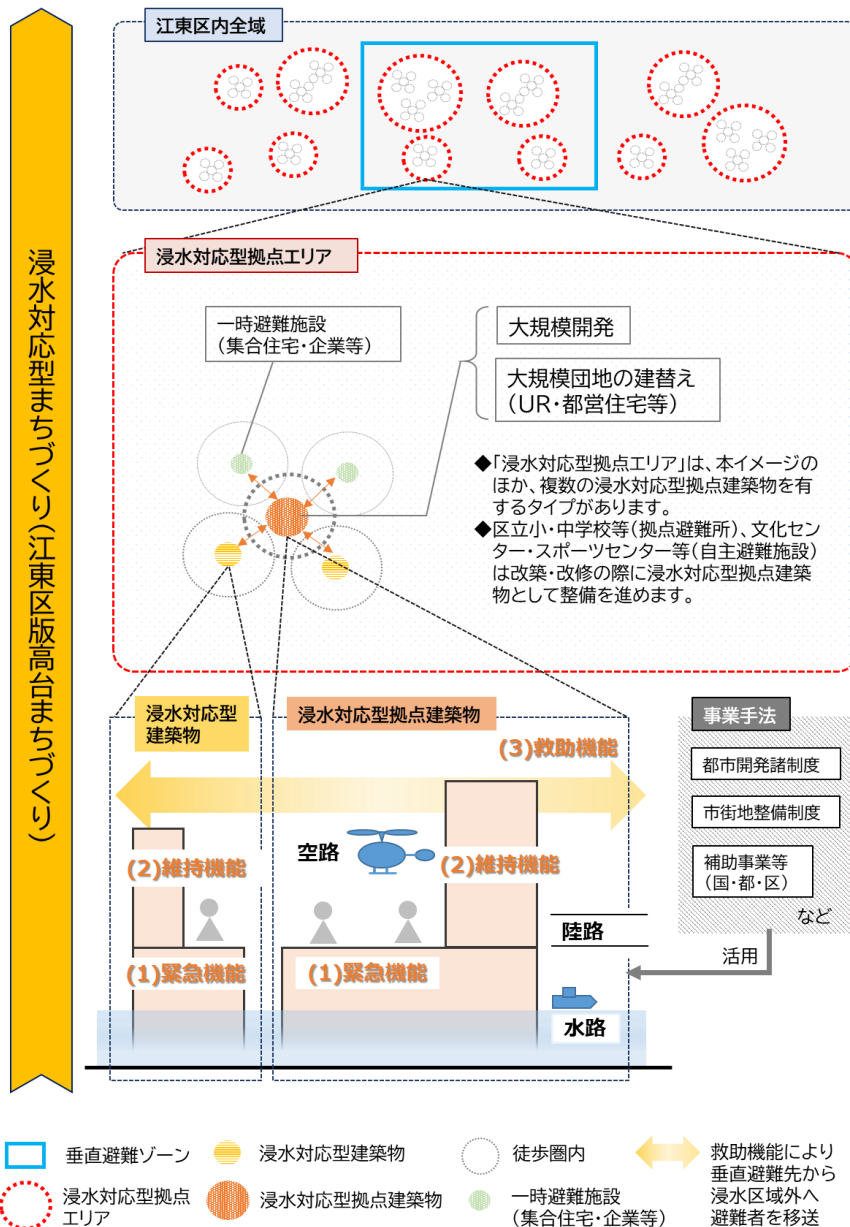 江東区内全域
浸水対応型まちづくり(江東区版高台まちづくり)
浸水対応型拠点エリア
一時避難施設
(集合住宅・企業等)
大規模開発
大規模団地の建替え
(UR・都営住宅等)
◆「浸水対応型拠点エリア」は、本イメージの
ほか、複数の浸水対応型拠点建築物を有
するタイプがあります。
◆区立小・中学校等(拠点避難所)、文化セン
ター・スポーツセンター等(自主避難施設)
は改築・改修の際に浸水対応型拠点建築
物として整備を進めます。
浸水対応型
建築物
浸水対応型拠点建築物
事業手法
(3)救助機能
都市開発諸制度
市街地整備制度
補助事業等
(国・都・区)
など
活用
空路
(2)維持機能
(2)維持機能
陸路
(1)緊急機能
(1)緊急機能
水路
垂直避難ゾーン
浸水対応型建築物
徒歩圏内
救助機能により
垂直避難先から
浸水区域外へ
避難者を移送
浸水対応型拠点
エリア
浸水対応型拠点建築物
一時避難施設
(集合住宅・企業等)